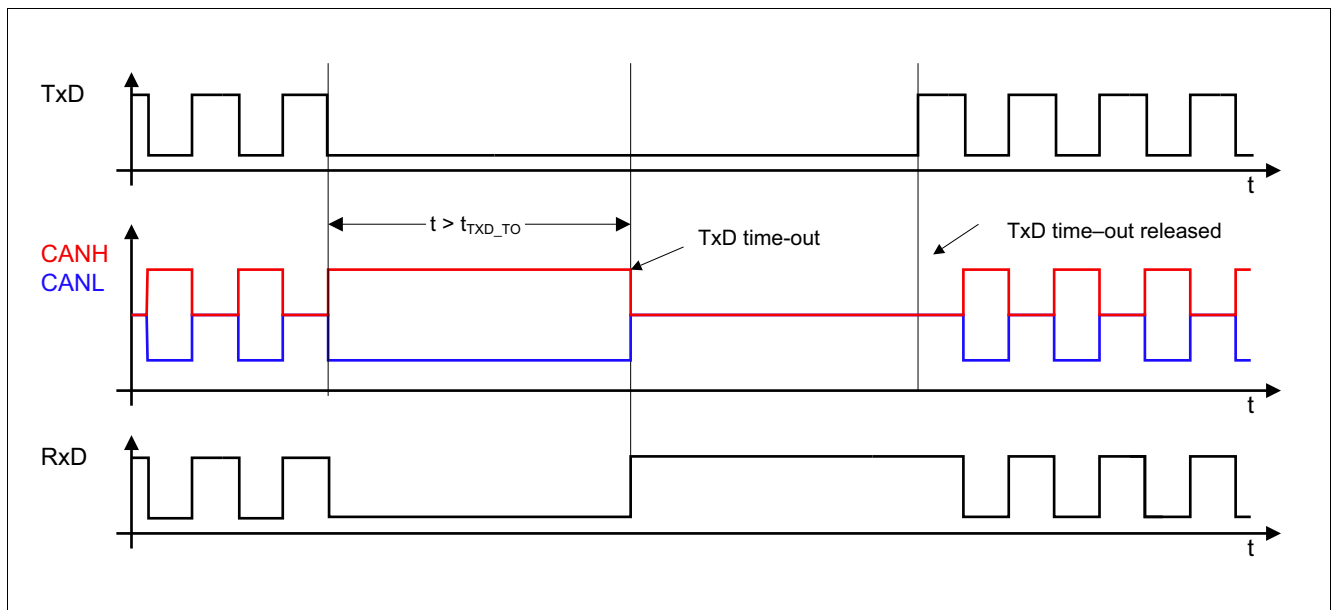 TxD
t
t > tTXD_TO
TxD time-out
TxD time–out released
CANH
CANL
t
RxD
t